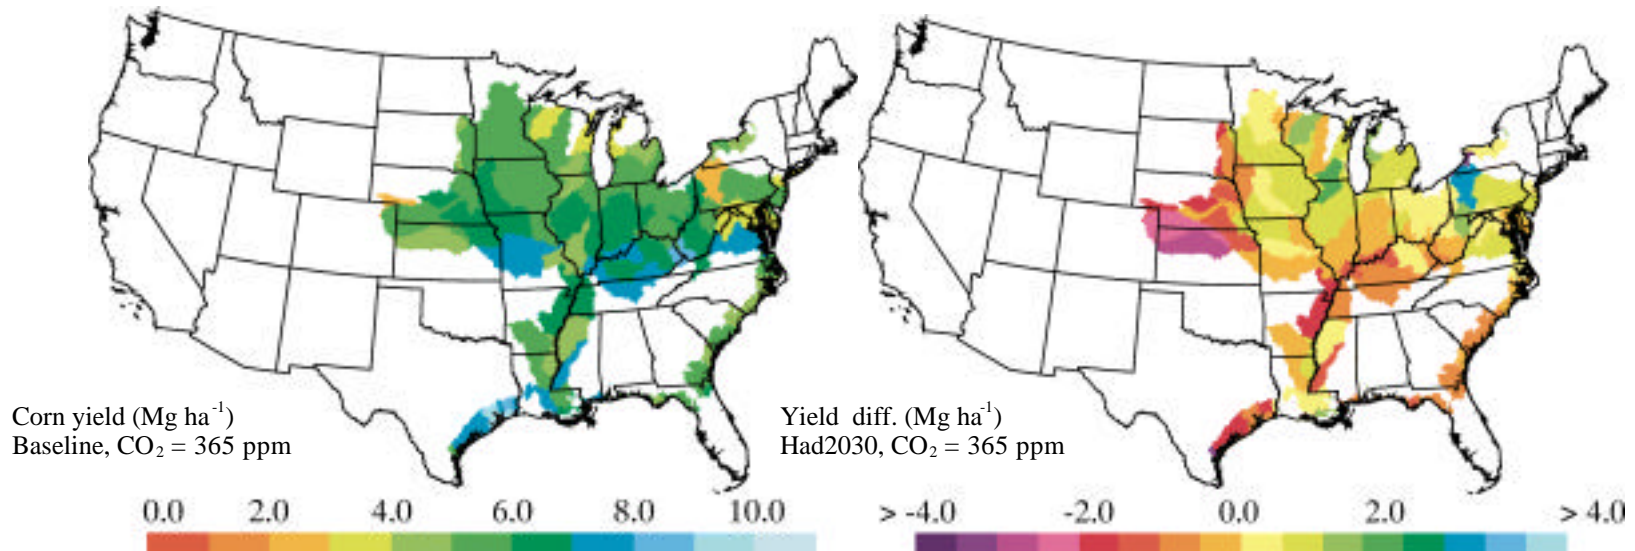 Corn yield (Mg ha⁻¹)
Baseline, CO₂ = 365 ppm
0.0 2.0 4.0 6.0 8.0 10.0
Yield diff. (Mg ha¹)
Had2030, CO₂ = 365 ppm
> -4.0 -2.0 0.0 2.0 > 4.0